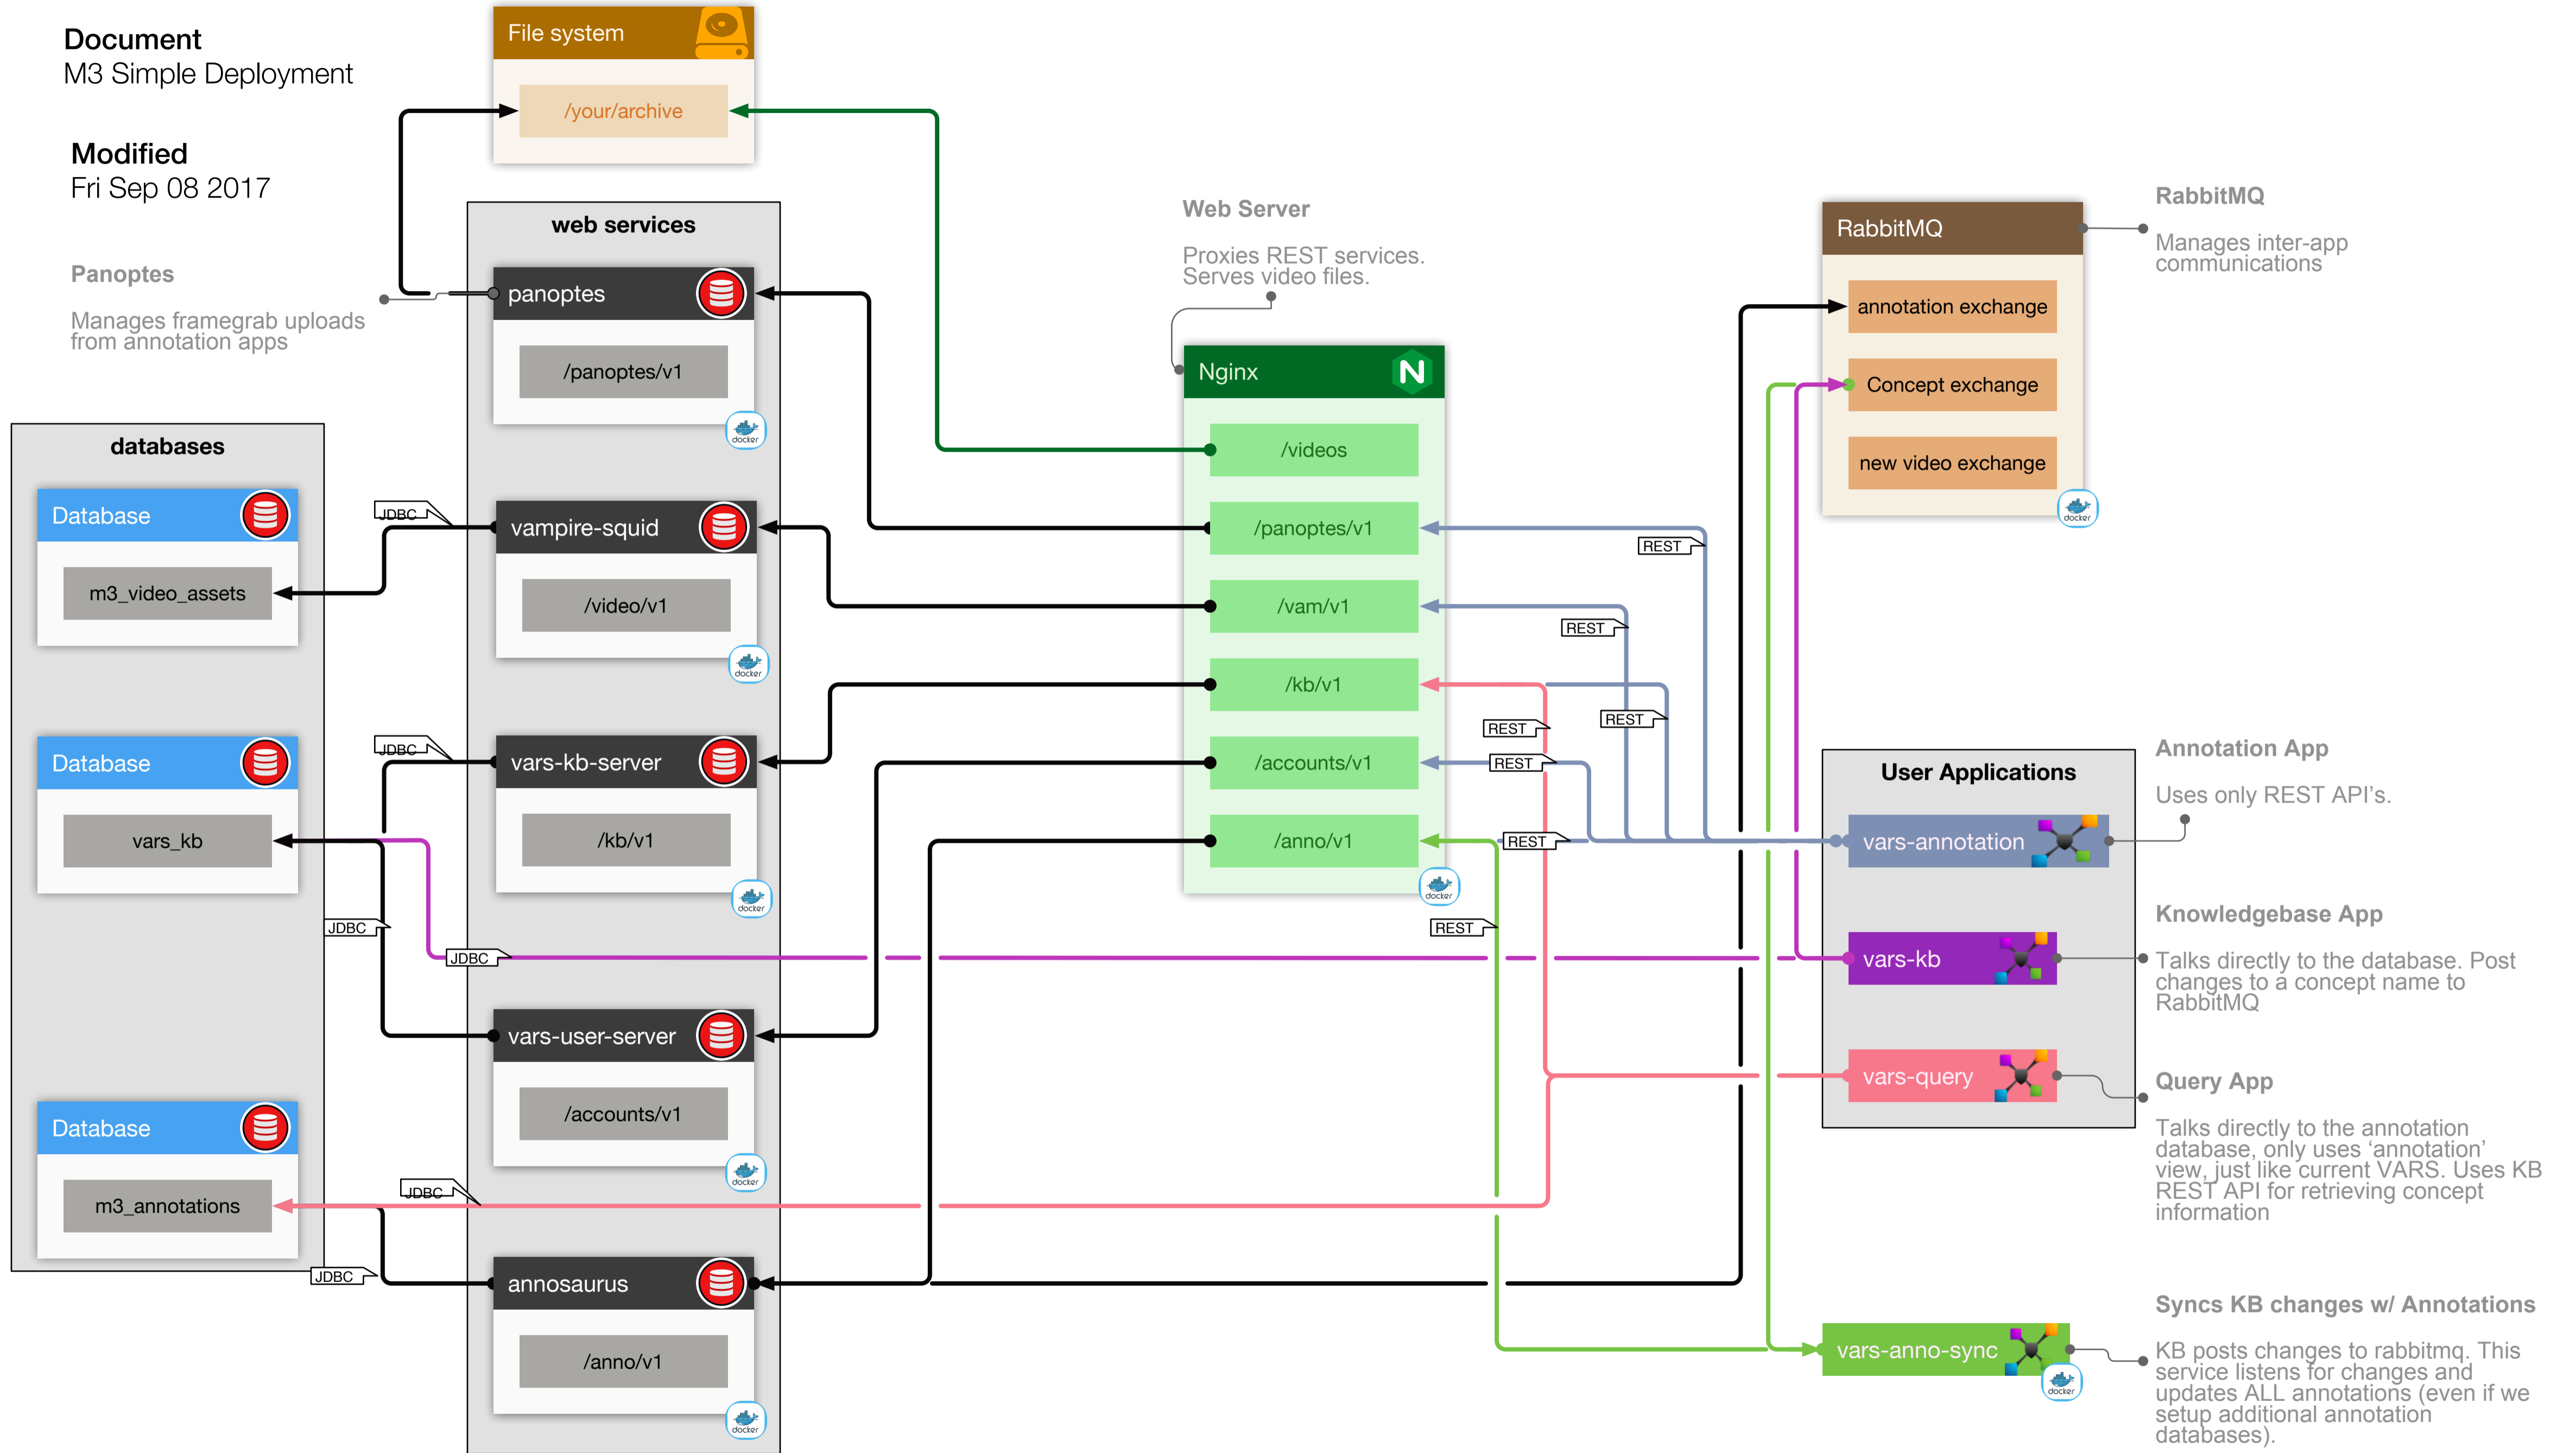 Document
M3 Simple Deployment
Modified
Fri Sep 08 2017
File system
/your/archive
web services
Panoptes
Manages framegrab uploads
from annotation apps
panoptes
/panoptes/v1
docker
databases
Database
m3_video_assets
JDBC
vampire-squid
/video/v1
docker
Database
vars_kb
JDBC
vars-kb-server
/kb/v1
docker
JDBC
JDBC
vars-user-server
/accounts/v1
docker
Database
m3_annotations
JDBC
JDBC
annosaurus
/anno/v1
docker
Web Server
Proxies REST services.
Serves video files.
Nginx
N
/videos
/panoptes/v1
/vam/v1
/kb/v1
/accounts/v1
/anno/v1
docker
REST
REST
REST
REST
REST
REST
REST
RabbitMQ
annotation exchange
Concept exchange
new video exchange
docker
RabbitMQ
Manages inter-app
communications
User Applications
vars-annotation
vars-kb
vars-query
Annotation App
Uses only REST API's.
Knowledgebase App
Talks directly to the database. Post
changes to a concept name to
RabbitMQ
Query App
Talks directly to the annotation
database, only uses ‘annotation’
view, just like current VARS. Uses KB
REST API for retrieving concept
information
vars-anno-sync
docker
Syncs KB changes w/ Annotations
KB posts changes to rabbitmq. This
service listens for changes and
updates ALL annotations (even if we
setup additional annotation
databases).